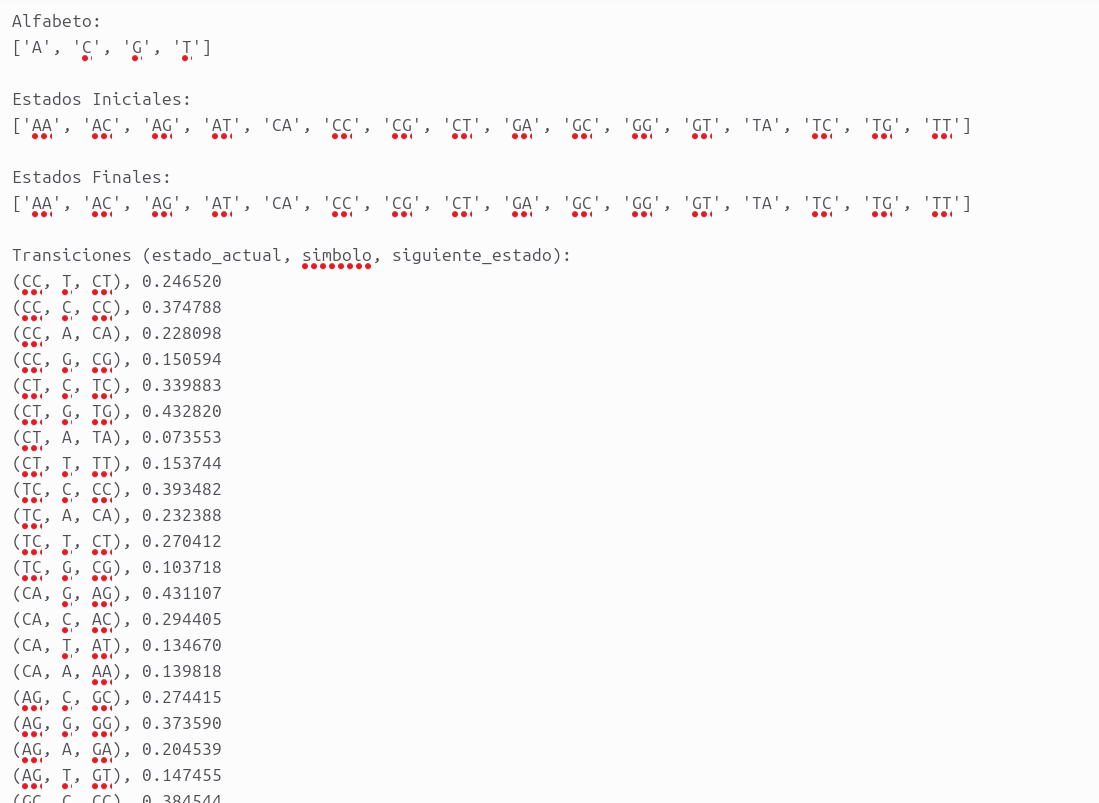 Alfabeto:
['A', 'C', 'G', 'T']
Estados Iniciales:
['AA', 'AC', 'AG', 'AT', 'CA', 'CC', 'CG', 'CT', 'GA', 'GC', 'GG', 'GT', 'TA', 'TC', 'TG', 'TT']
Estados Finales:
['AA', 'AC', 'AG', 'AT', 'CA', 'CC', 'CG', 'CT', 'GA', 'GC', 'GG', 'GT', 'TA', 'TC', 'TG', 'TT']
Transiciones (estado_actual, simbolo, siguiente_estado):
(CC, T, CT), 0.246520
(CC, C, CC), 0.374788
(CC, A, CA), 0.228098
(CC, G, CG), 0.150594
(CT, C, TC), 0.339883
(CT, G, TG), 0.432820
(CT, A, TA), 0.073553
(CT, T, TT), 0.153744
(TC, C, CC), 0.393482
(TC, A, CA), 0.232388
(TC, T, CT), 0.270412
(TC, G, CG), 0.103718
(CA, G, AG), 0.431107
(CA, C, AC), 0.294405
(CA, T, AT), 0.134670
(CA, A, AA), 0.139818
(AG, C, GC), 0.274415
(AG, G, GG), 0.373590
(AG, A, GA), 0.204539
(AG, T, GT), 0.147455
(GC, C, CC), 0.384544